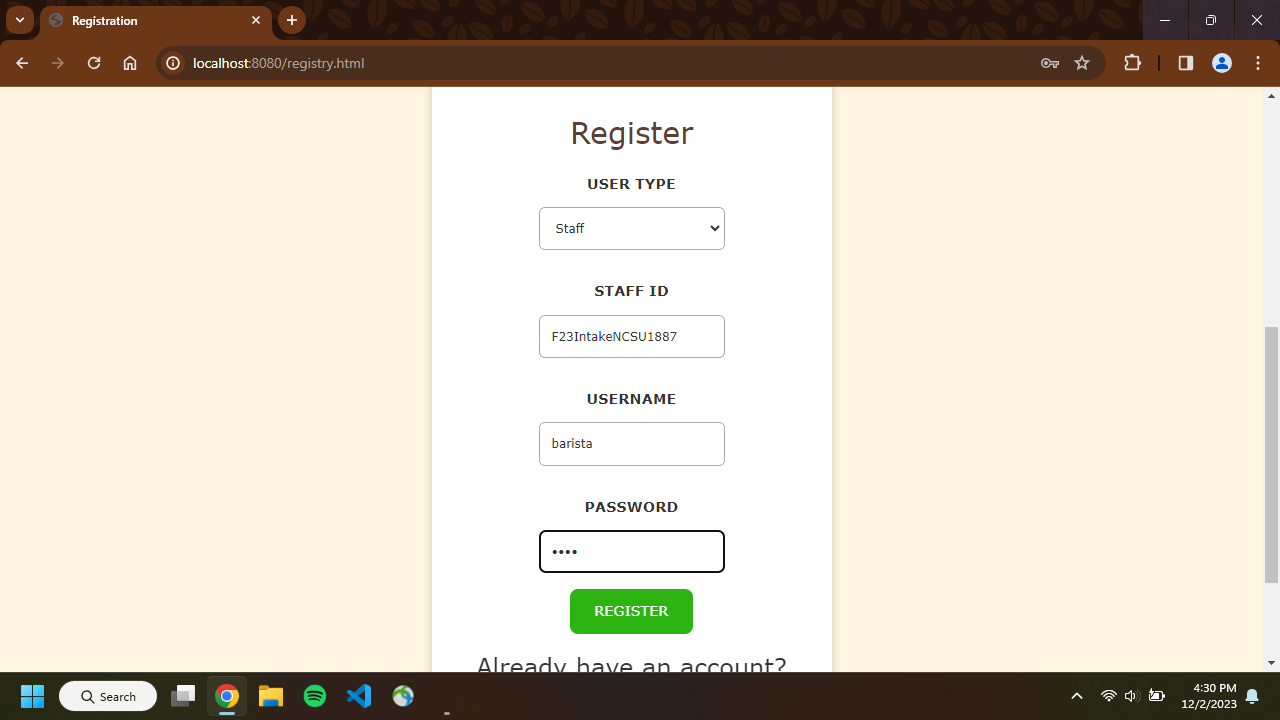 Registration
localhost:8080/registry.html
Register
USER TYPE
Staff
STAFF ID
F23IntakeNCSU1887
USERNAME
barista
PASSWORD
••••
REGISTER
Already have an account?
Search
4:30 PM
12/2/2023